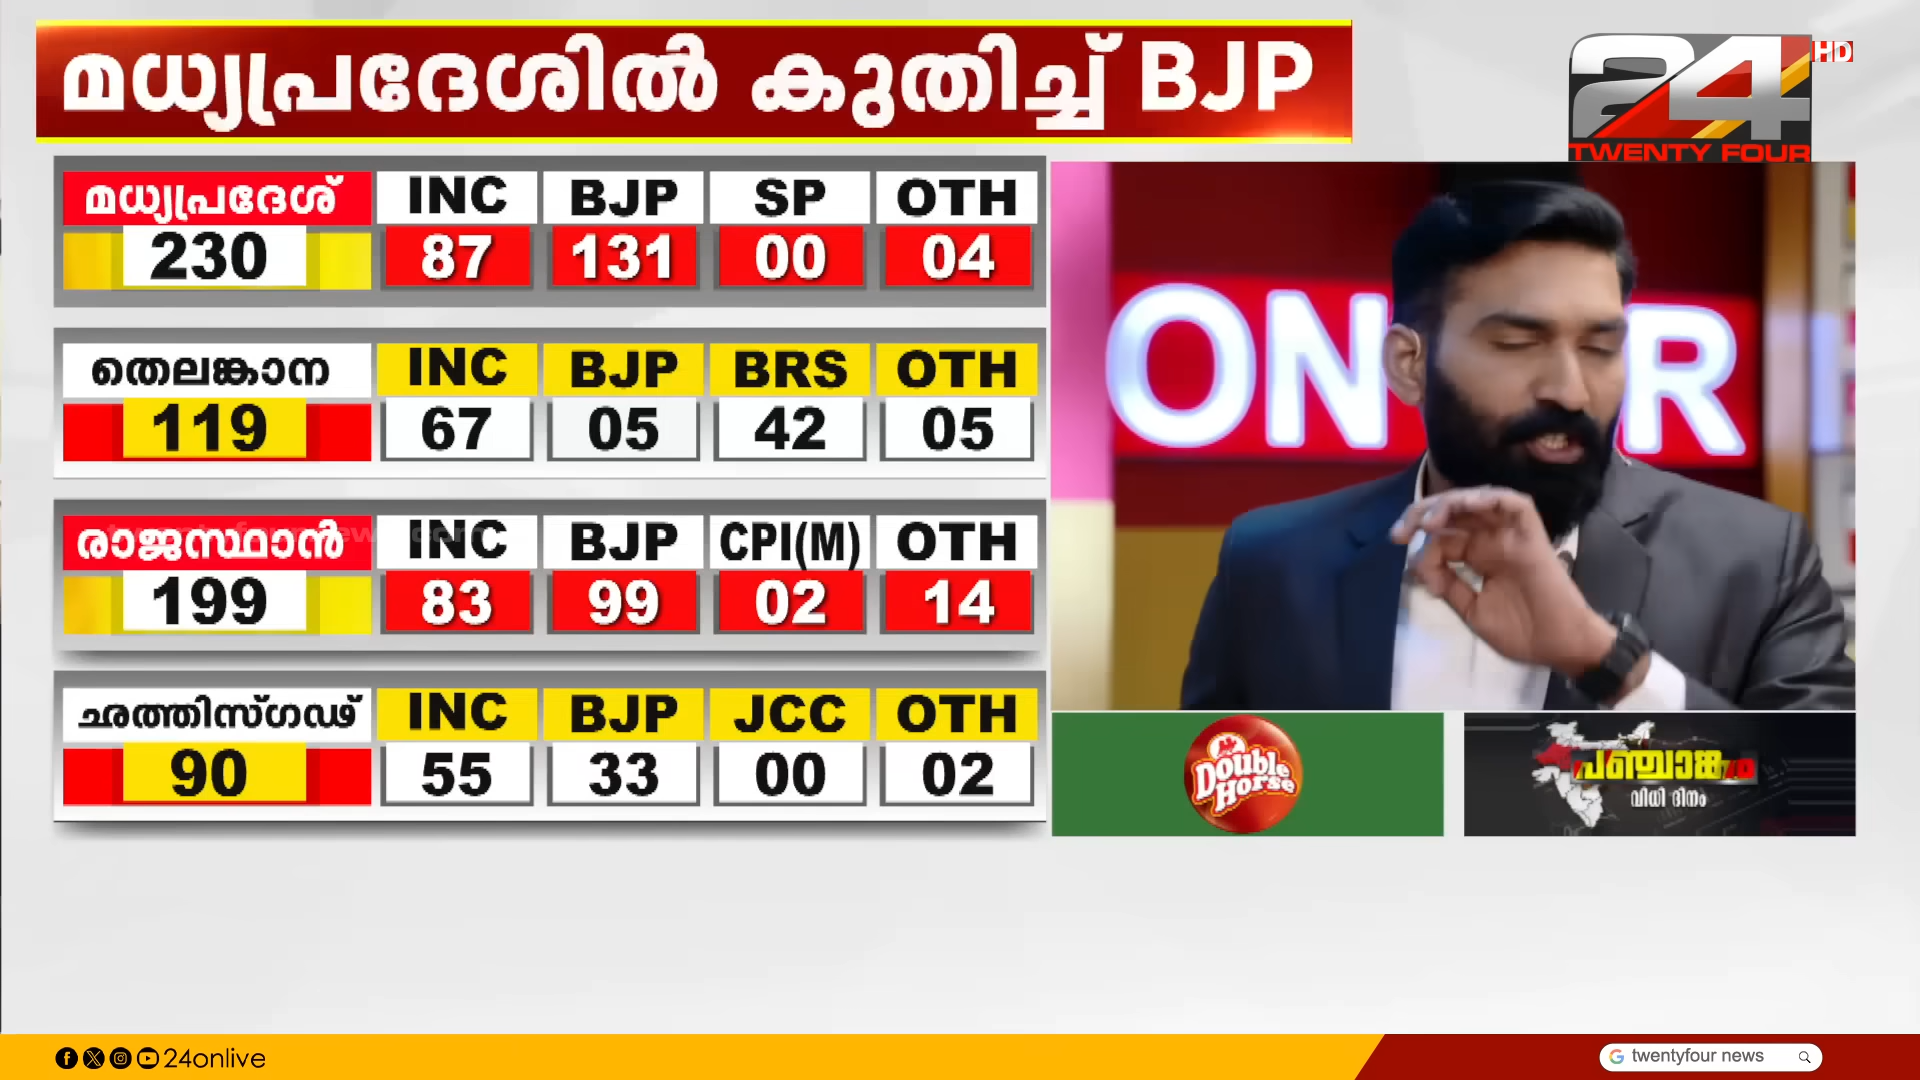 മധ്യപ്രദേശിൽ കുതിച്ച് BJP
24 HD
TWENTY FOUR
മധ്യപ്രദേശ് INC BJP SP OTH
230 87 131 00 04
തെലങ്കാന INC BJP BRS OTH
119 67 05 42 05
രാജസ്ഥാൻ INC BJP CPI(M) OTH
199 83 99 02 14
ഛത്തിസ്ഗഢ് INC BJP JCC OTH
90 55 33 00 02
ON R
Double Horse
പഞ്ചാങ്കം
വിധി ദിനം
24onlive
twentyfour news